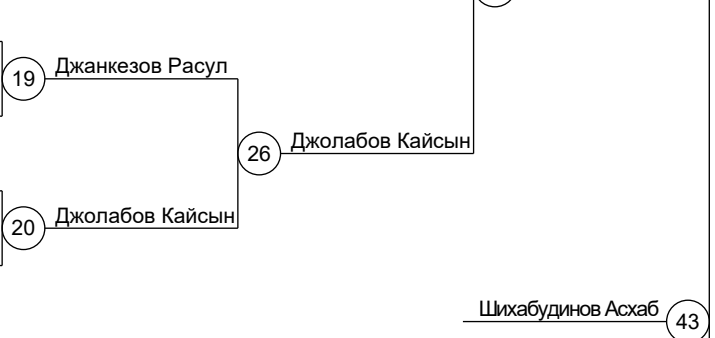 19 Джанкезов Расул
26 Джолабов Кайсын
20 Джолабов Кайсын
Шихабудинов Асхаб 43